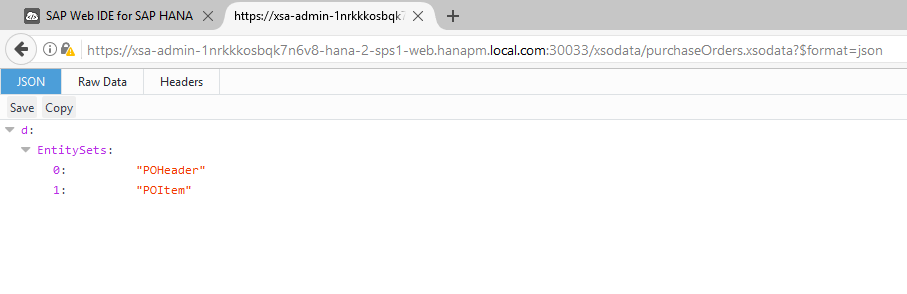 SAP Web IDE for SAP HANA https://xsa-admin-1nrkkkosbqk7
https://xsa-admin-1nrkkkosbqk7n6v8-hana-2-sps1-web.hanapm.local.com:30033/xsodata/purchaseOrders.xsodata?$format=json
JSON Raw Data Headers
Save Copy
d:
EntitySets:
0: "POHeader"
1: "POItem"